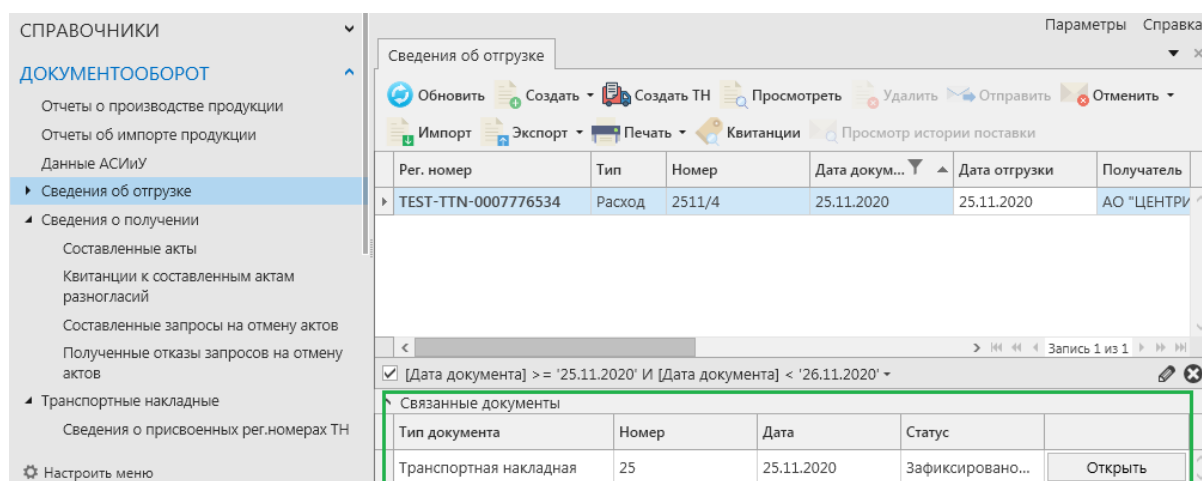 СПРАВОЧНИКИ
ДОКУМЕНТООБОРОТ
Отчеты о производстве продукции
Отчеты об импорте продукции
Данные АСИиУ
Сведения об отгрузке
Сведения о получении
Составленные акты
Квитанции к составленным актам
разногласий
Составленные запросы на отмену актов
Полученные отказы запросов на отмену
актов
Транспортные накладные
Сведения о присвоенных рег.номерах ТН
Настроить меню
Параметры Справка
Сведения об отгрузке
Обновить Создать Создать ТН Просмотреть Удалить Отправить Отменить
Импорт Экспорт Печать Квитанции Просмотр истории поставки
Рег. номер Тип Номер Дата докум... Дата отгрузки Получатель
TEST-TTN-0007776534 Расход 2511/4 25.11.2020 25.11.2020 АО "ЦЕНТРИ
Запись 1 из 1
[Дата документа] >= '25.11.2020' И [Дата документа] < '26.11.2020'
Связанные документы
Тип документа Номер Дата Статус
Транспортная накладная 25 25.11.2020 Зафиксировано... Открыть